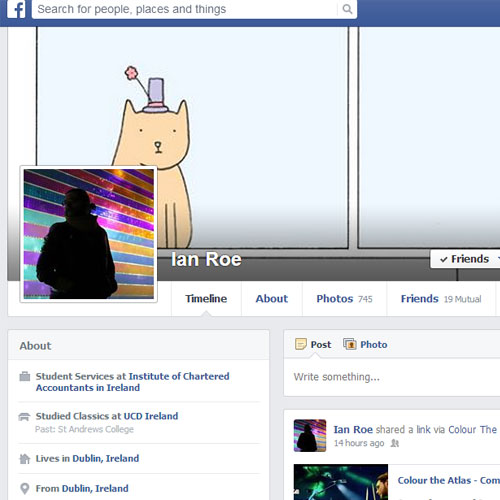 f
Search for people, places and things
Ian Roe
Friends
Timeline
About
Photos 745
Friends 19 Mutual
About
Student Services at Institute of Chartered
Accountants in Ireland
Studied Classics at UCD Ireland
Past: St Andrews College
Lives in Dublin, Ireland
From Dublin, Ireland
Post
Photo
Write something...
Ian Roe shared a link via Colour The
14 hours ago
Colour the Atlas - Com